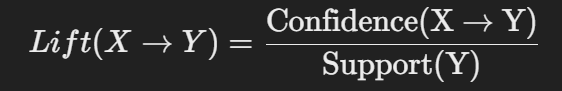 Lift(X → Y) = Confidence(X → Y) / Support(Y)